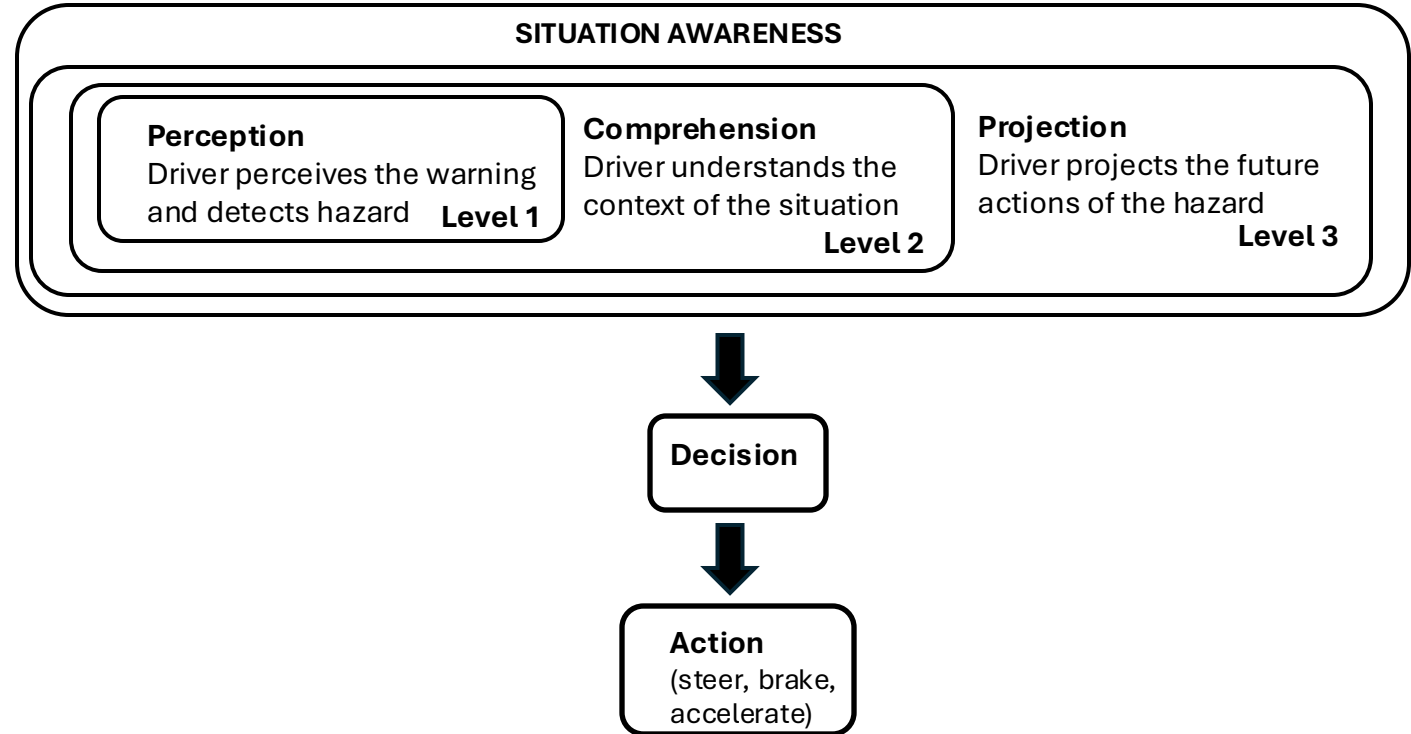 SITUATION AWARENESS
Perception
Driver perceives the warning
and detects hazard
Level 1
Comprehension
Driver understands the
context of the situation
Level 2
Projection
Driver projects the future
actions of the hazard
Level 3
Decision
Action
(steer, brake,
accelerate)